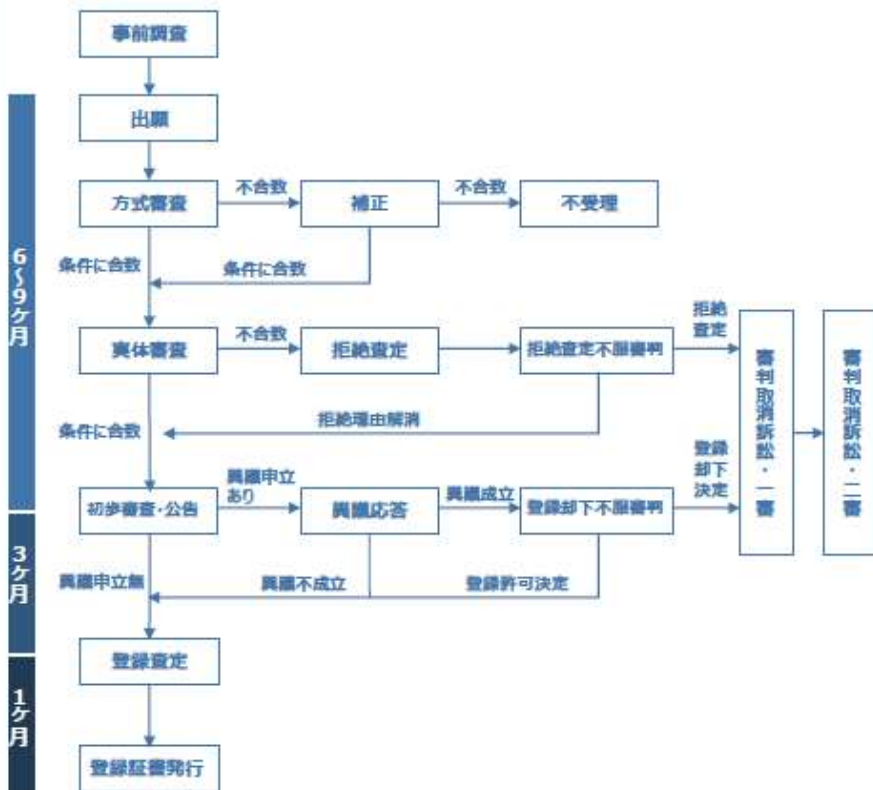 事前調査
出願
方式審査
不合数
補正
不合数
不受理
条件に合数
条件に合数
実体審査
不合数
拒絶査定
拒絶査定不服審判
拒絶
査定
拒絶理由解消
条件に合数
初歩審査・公告
異議申立
あり
異議応答
異議成立
登録却下不服審判
登録
却下
決定
審判取消訴訟・一審
審判取消訴訟・二審
異議申立無
異議不成立
登録許可決定
登録査定
登録証書発行
6～9ヶ月
3ヶ月
1ヶ月